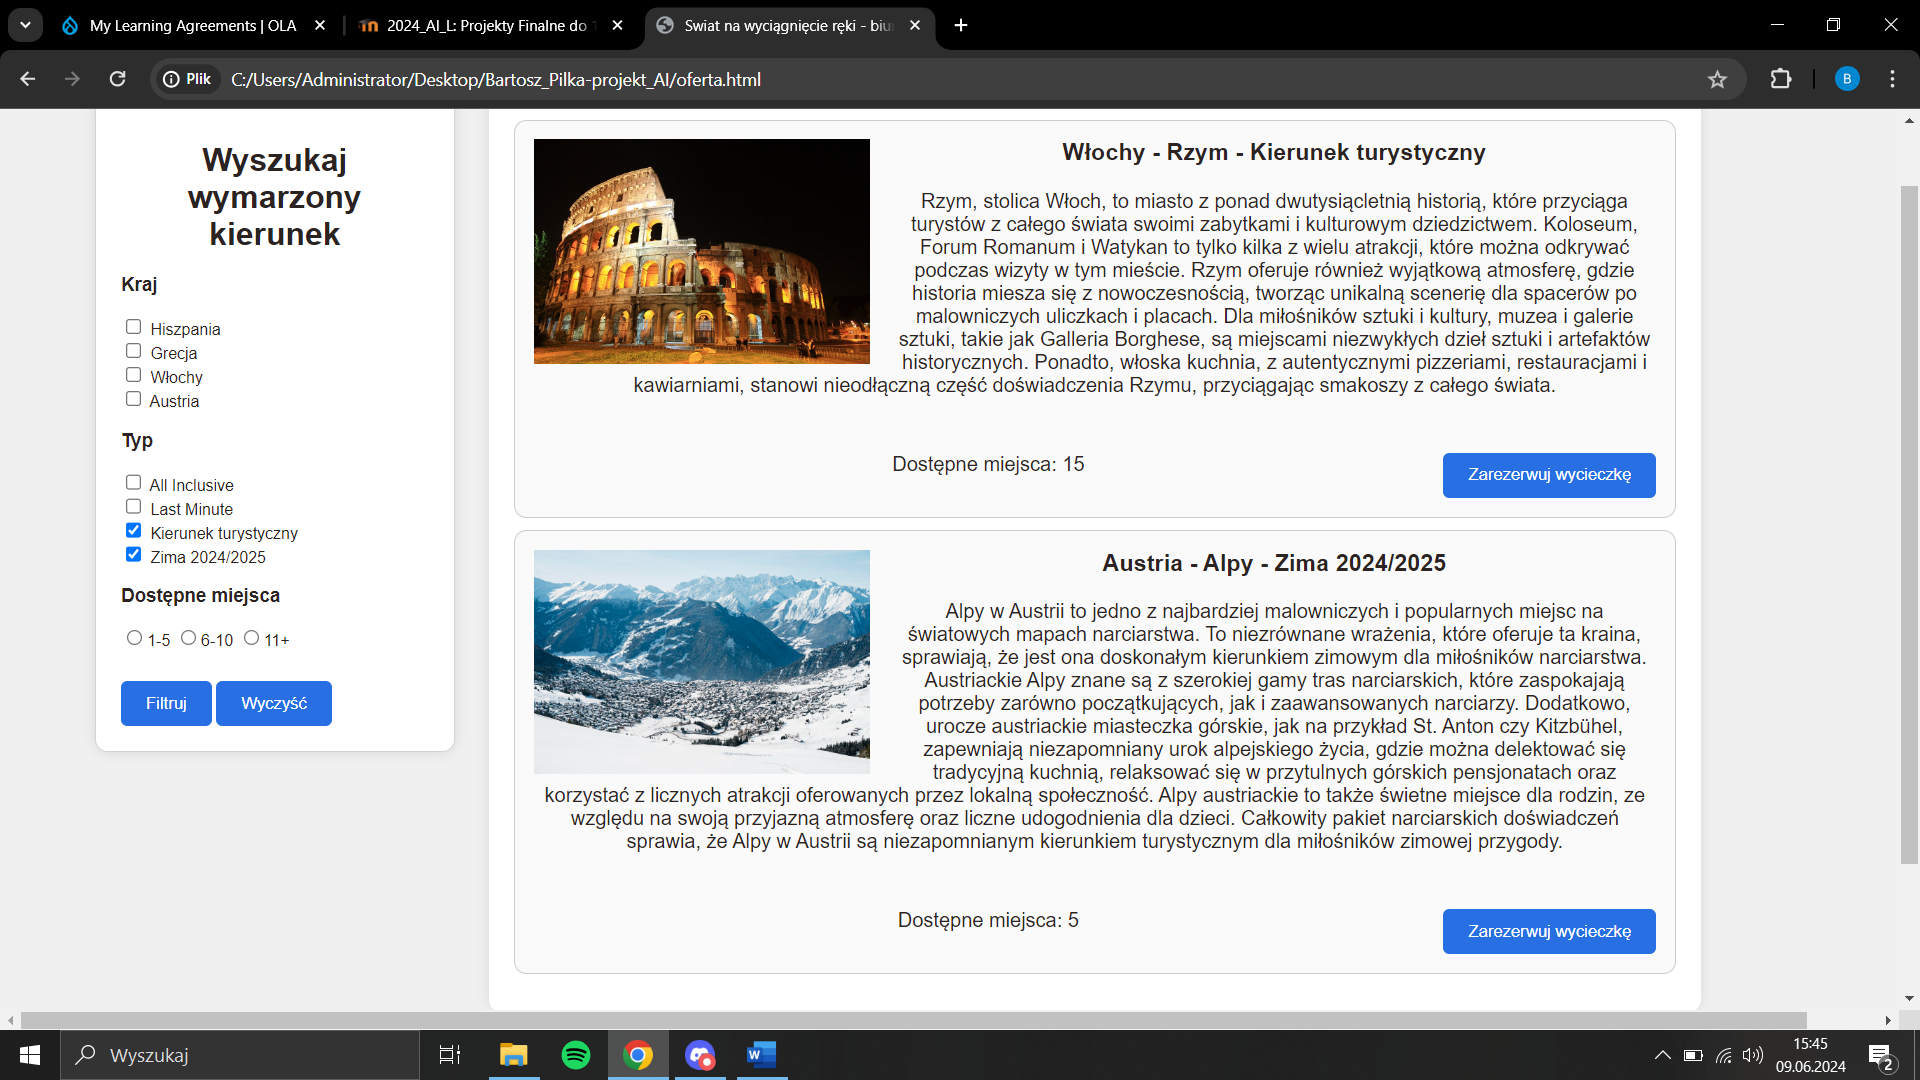 My Learning Agreements | OLA
2024_AI_L: Projekty Finalne do
Swiat na wyciągnięcie ręki - biu
Plik
C:/Users/Administrator/Desktop/Bartosz_Pilka-projekt_AI/oferta.html
B
Wyszukaj
wymarzony
kierunek
Kraj
Hiszpania
Grecja
Włochy
Austria
Typ
All Inclusive
Last Minute
Kierunek turystyczny
Zima 2024/2025
Dostępne miejsca
1-5 6-10 11+
Filtruj Wyczyść
Włochy - Rzym - Kierunek turystyczny
Rzym, stolica Włoch, to miasto z ponad dwutysiącletnią historią, które przyciąga
turystów z całego świata swoimi zabytkami i kulturowym dziedzictwem. Koloseum,
Forum Romanum i Watykan to tylko kilka z wielu atrakcji, które można odkrywać
podczas wizyty w tym mieście. Rzym oferuje również wyjątkową atmosferę, gdzie
historia miesza się z nowoczesnością, tworząc unikalną scenerię dla spacerów po
malowniczych uliczkach i placach. Dla miłośników sztuki i kultury, muzea i galerie
sztuki, takie jak Galleria Borghese, są miejscami niezwykłych dzieł sztuki i artefaktów
historycznych. Ponadto, włoska kuchnia, z autentycznymi pizzeriami, restauracjami i
kawiarniami, stanowi nieodłączną część doświadczenia Rzymu, przyciągając smakoszy z całego świata.
Dostępne miejsca: 15
Zarezerwuj wycieczkę
Austria - Alpy - Zima 2024/2025
Alpy w Austrii to jedno z najbardziej malowniczych i popularnych miejsc na
światowych mapach narciarstwa. To niezrównane wrażenia, które oferuje ta kraina,
sprawiają, że jest ona doskonałym kierunkiem zimowym dla miłośników narciarstwa.
Austriackie Alpy znane są z szerokiej gamy tras narciarskich, które zaspokajają
potrzeby zarówno początkujących, jak i zaawansowanych narciarzy. Dodatkowo,
urocze austriackie miasteczka górskie, jak na przykład St. Anton czy Kitzbühel,
zapewniają niezapomniany urok alpejskiego życia, gdzie można delektować się
tradycyjną kuchnią, relaksować się w przytulnych górskich pensjonatach oraz
korzystać z licznych atrakcji oferowanych przez lokalną społeczność. Alpy austriackie to także świetne miejsce dla rodzin, ze
względu na swoją przyjazną atmosferę oraz liczne udogodnienia dla dzieci. Całkowity pakiet narciarskich doświadczeń
sprawia, że Alpy w Austrii są niezapomnianym kierunkiem turystycznym dla miłośników zimowej przygody.
Dostępne miejsca: 5
Zarezerwuj wycieczkę
Wyszukaj
15:45
09.06.2024
2